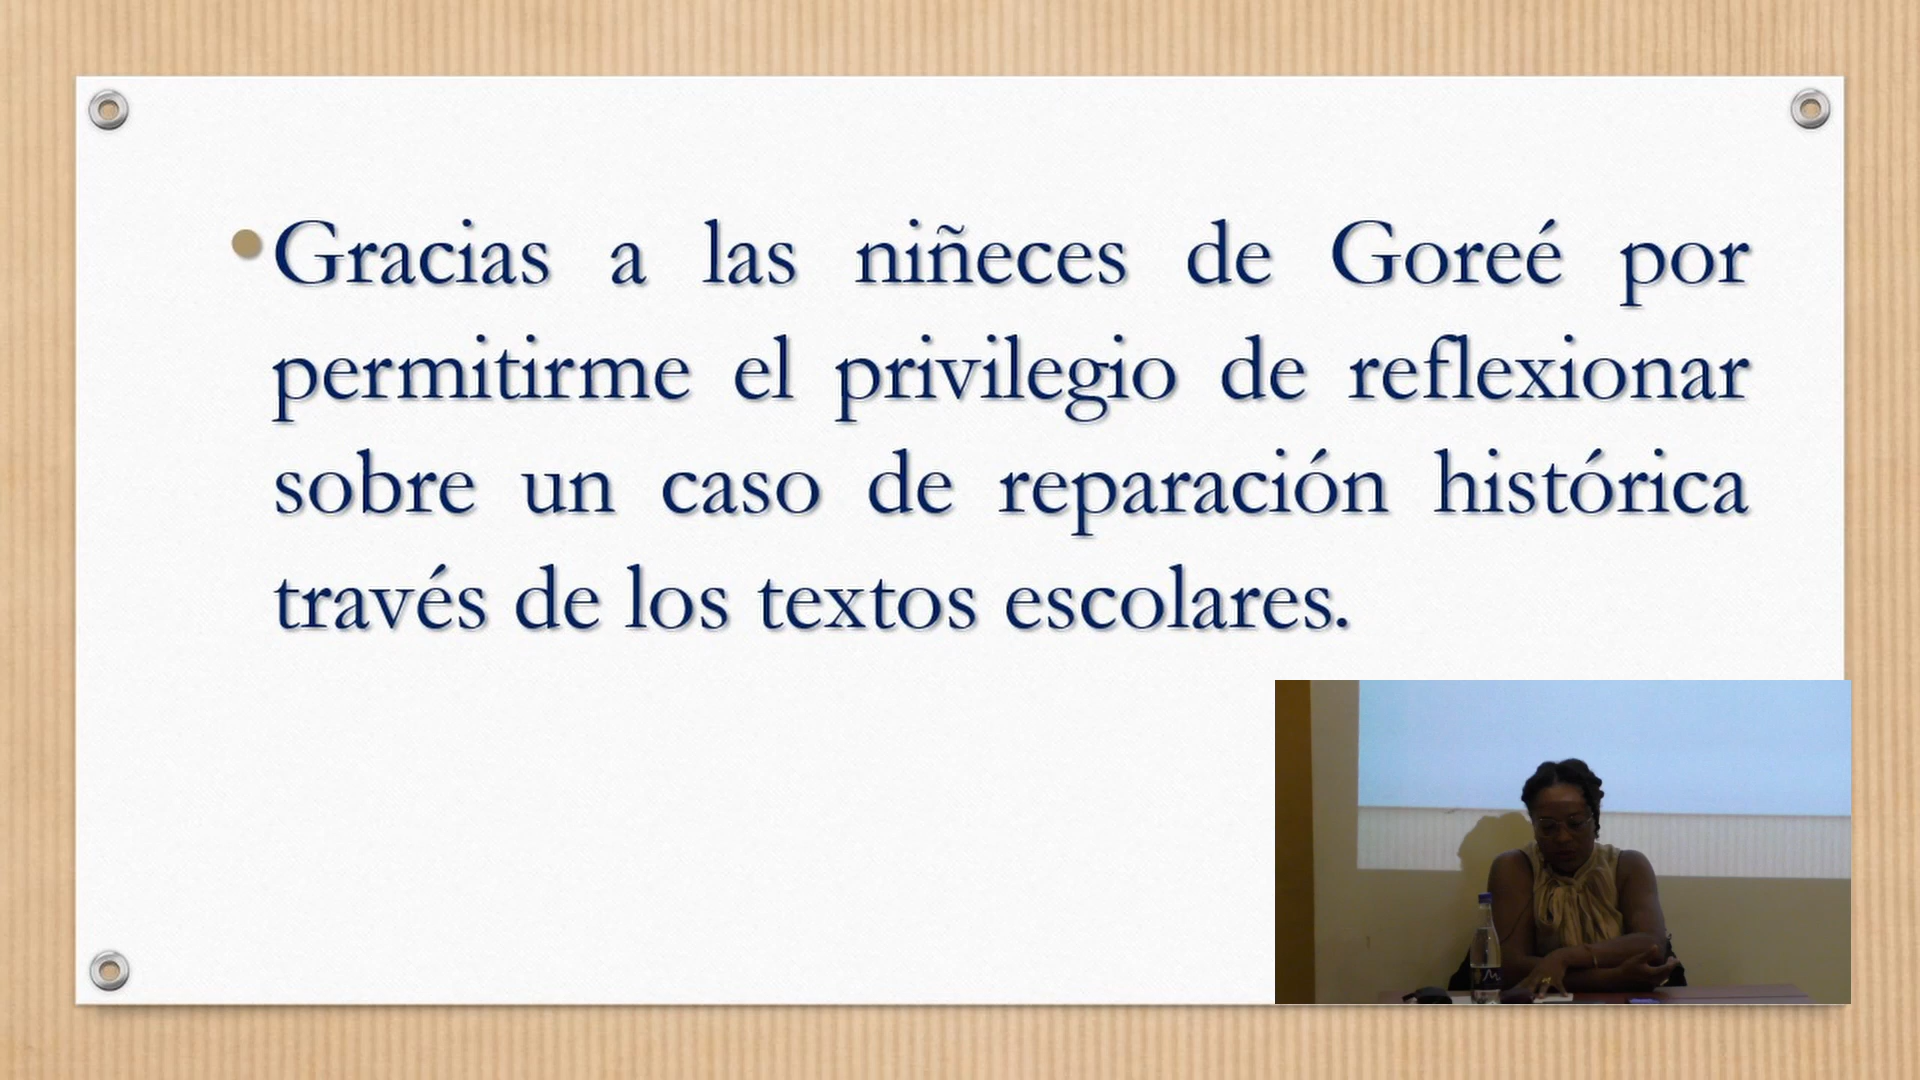 • Gracias a las niñeces de Goreé por
permitirme el privilegio de reflexionar
sobre un caso de reparación histórica
través de los textos escolares.